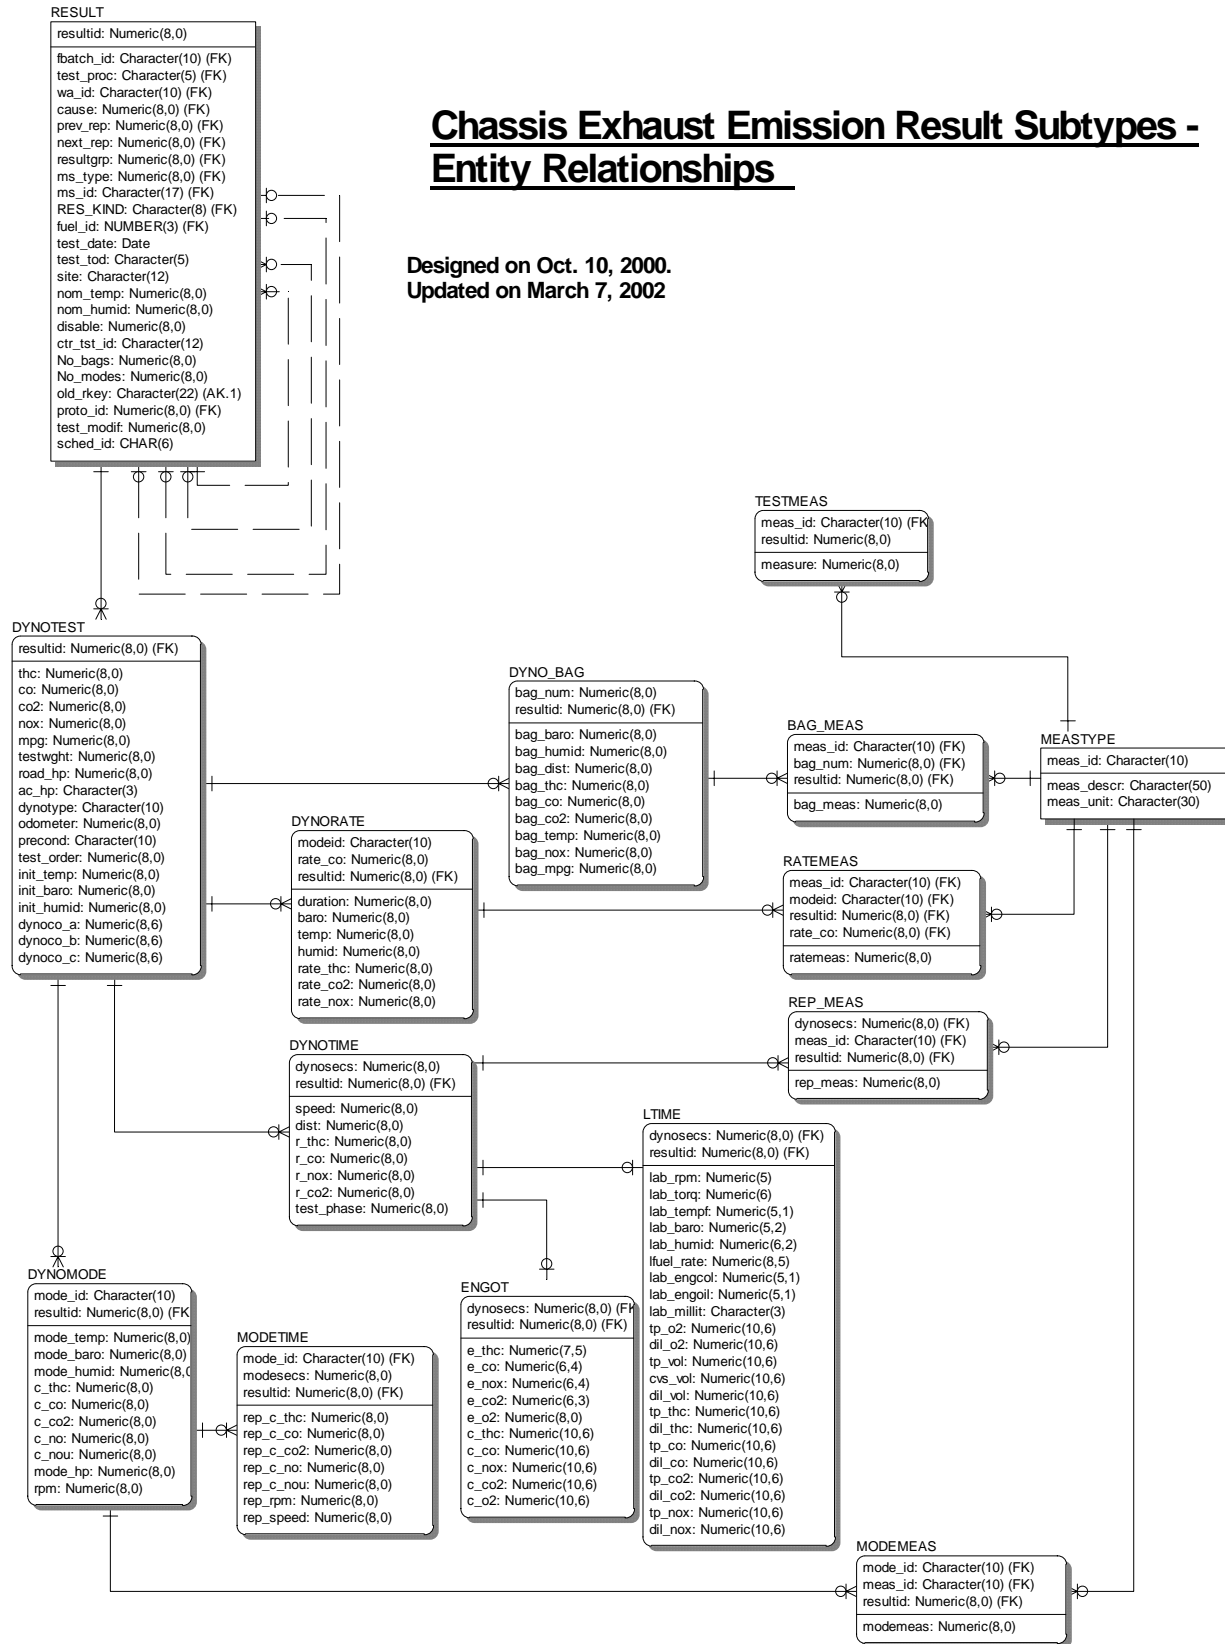 RESULT
resultid: Numeric(8,0)
fbatch_id: Character(10) (FK)
test_proc: Character(5) (FK)
wa_id: Character(10) (FK)
cause: Numeric(8,0) (FK)
prev_rep: Numeric(8,0) (FK)
next_rep: Numeric(8,0) (FK)
resultgrp: Numeric(8,0) (FK)
ms_type: Numeric(8,0) (FK)
ms_id: Character(17) (FK)
RES_KIND: Character(8) (FK)
fuel_id: NUMBER(3) (FK)
test_date: Date
test_tod: Character(5)
site: Character(12)
nom_temp: Numeric(8,0)
nom_humid: Numeric(8,0)
disable: Numeric(8,0)
ctr_tst_id: Character(12)
No_bags: Numeric(8,0)
No_modes: Numeric(8,0)
old_rkey: Character(22) (AK.1)
proto_id: Numeric(8,0) (FK)
test_modif: Numeric(8,0)
sched_id: CHAR(6)
Chassis Exhaust Emission Result Subtypes -
Entity Relationships
Designed on Oct. 10, 2000.
Updated on March 7, 2002
TESTMEAS
meas_id: Character(10) (FK
resultid: Numeric(8,0)
measure: Numeric(8,0)
DYNOTEST
resultid: Numeric(8,0) (FK)
thc: Numeric(8,0)
co: Numeric(8,0)
co2: Numeric(8,0)
nox: Numeric(8,0)
mpg: Numeric(8,0)
testwght: Numeric(8,0)
road_hp: Numeric(8,0)
ac_hp: Character(3)
dynotype: Character(10)
odometer: Numeric(8,0)
precond: Character(10)
test_order: Numeric(8,0)
init_temp: Numeric(8,0)
init_baro: Numeric(8,0)
init_humid: Numeric(8,0)
dynoco_a: Numeric(8,6)
dynoco_b: Numeric(8,6)
dynoco_c: Numeric(8,6)
DYNO_BAG
bag_num: Numeric(8,0)
resultid: Numeric(8,0) (FK)
bag_baro: Numeric(8,0)
bag_humid: Numeric(8,0)
bag_dist: Numeric(8,0)
bag_thc: Numeric(8,0)
bag_co: Numeric(8,0)
bag_co2: Numeric(8,0)
bag_temp: Numeric(8,0)
bag_nox: Numeric(8,0)
bag_mpg: Numeric(8,0)
BAG_MEAS
meas_id: Character(10) (FK)
bag_num: Numeric(8,0) (FK)
resultid: Numeric(8,0) (FK)
bag_meas: Numeric(8,0)
MEASTYPE
meas_id: Character(10)
meas_descr: Character(50)
meas_unit: Character(30)
DYNORATE
modeid: Character(10)
rate_co: Numeric(8,0)
resultid: Numeric(8,0) (FK)
duration: Numeric(8,0)
baro: Numeric(8,0)
temp: Numeric(8,0)
humid: Numeric(8,0)
rate_thc: Numeric(8,0)
rate_co2: Numeric(8,0)
rate_nox: Numeric(8,0)
RATEMEAS
meas_id: Character(10) (FK)
modeid: Character(10) (FK)
resultid: Numeric(8,0) (FK)
rate_co: Numeric(8,0) (FK)
ratemeas: Numeric(8,0)
REP_MEAS
dynosecs: Numeric(8,0) (FK)
meas_id: Character(10) (FK)
resultid: Numeric(8,0) (FK)
rep_meas: Numeric(8,0)
DYNOTIME
dynosecs: Numeric(8,0)
resultid: Numeric(8,0) (FK)
speed: Numeric(8,0)
dist: Numeric(8,0)
r_thc: Numeric(8,0)
r_co: Numeric(8,0)
r_nox: Numeric(8,0)
r_co2: Numeric(8,0)
test_phase: Numeric(8,0)
LTIME
dynosecs: Numeric(8,0) (FK)
resultid: Numeric(8,0) (FK)
lab_rpm: Numeric(5)
lab_torq: Numeric(6)
lab_tempf: Numeric(5,1)
lab_baro: Numeric(5,2)
lab_humid: Numeric(6,2)
lfuel_rate: Numeric(8,5)
lab_engcol: Numeric(5,1)
lab_engoil: Numeric(5,1)
lab_millit: Character(3)
tp_o2: Numeric(10,6)
dil_o2: Numeric(10,6)
tp_vol: Numeric(10,6)
cvs_vol: Numeric(10,6)
dil_vol: Numeric(10,6)
tp_thc: Numeric(10,6)
dil_thc: Numeric(10,6)
tp_co: Numeric(10,6)
dil_co: Numeric(10,6)
tp_co2: Numeric(10,6)
dil_co2: Numeric(10,6)
tp_nox: Numeric(10,6)
dil_nox: Numeric(10,6)
DYNOMODE
mode_id: Character(10)
resultid: Numeric(8,0) (FK
mode_temp: Numeric(8,0)
mode_baro: Numeric(8,0)
mode_humid: Numeric(8,0
c_thc: Numeric(8,0)
c_co: Numeric(8,0)
c_co2: Numeric(8,0)
c_no: Numeric(8,0)
c_nou: Numeric(8,0)
mode_hp: Numeric(8,0)
rpm: Numeric(8,0)
MODETIME
mode_id: Character(10) (FK)
modesecs: Numeric(8,0)
resultid: Numeric(8,0) (FK)
rep_c_thc: Numeric(8,0)
rep_c_co: Numeric(8,0)
rep_c_co2: Numeric(8,0)
rep_c_no: Numeric(8,0)
rep_c_nou: Numeric(8,0)
rep_rpm: Numeric(8,0)
rep_speed: Numeric(8,0)
ENGOT
dynosecs: Numeric(8,0) (FK
resultid: Numeric(8,0) (FK)
e_thc: Numeric(7,5)
e_co: Numeric(6,4)
e_nox: Numeric(6,4)
e_co2: Numeric(6,3)
e_o2: Numeric(8,0)
c_thc: Numeric(10,6)
c_co: Numeric(10,6)
c_nox: Numeric(10,6)
c_co2: Numeric(10,6)
c_o2: Numeric(10,6)
MODEMEAS
mode_id: Character(10) (FK)
meas_id: Character(10) (FK)
resultid: Numeric(8,0) (FK)
modemeas: Numeric(8,0)